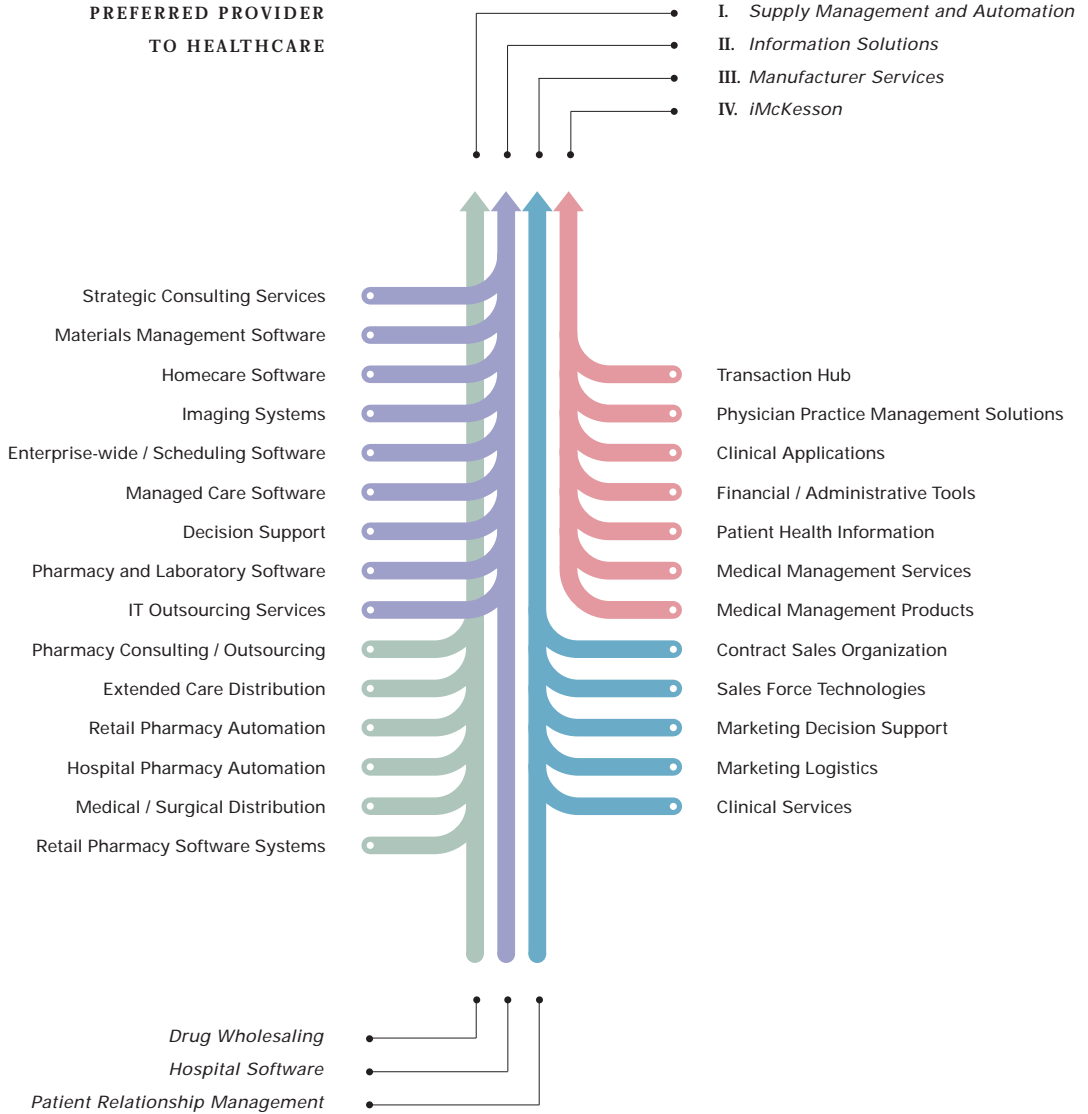 PREFERRED PROVIDER
TO HEALTHCARE
I. Supply Management and Automation
II. Information Solutions
III. Manufacturer Services
IV. iMcKesson
Strategic Consulting Services
Materials Management Software
Homecare Software
Imaging Systems
Enterprise-wide / Scheduling Software
Managed Care Software
Decision Support
Pharmacy and Laboratory Software
IT Outsourcing Services
Pharmacy Consulting / Outsourcing
Extended Care Distribution
Retail Pharmacy Automation
Hospital Pharmacy Automation
Medical / Surgical Distribution
Retail Pharmacy Software Systems
Transaction Hub
Physician Practice Management Solutions
Clinical Applications
Financial / Administrative Tools
Patient Health Information
Medical Management Services
Medical Management Products
Contract Sales Organization
Sales Force Technologies
Marketing Decision Support
Marketing Logistics
Clinical Services
Drug Wholesaling
Hospital Software
Patient Relationship Management